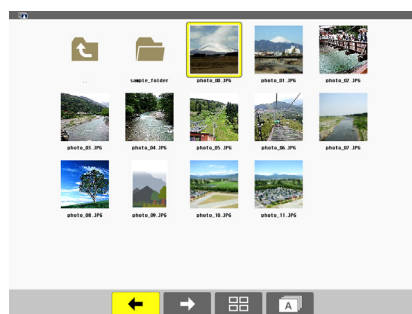 ..
sample_folder
photo_00.JPG
photo_01.JPG
photo_02.JPG
photo_03.JPG
photo_04.JPG
photo_05.JPG
photo_06.JPG
photo_07.JPG
photo_08.JPG
photo_09.JPG
photo_10.JPG
photo_11.JPG
A